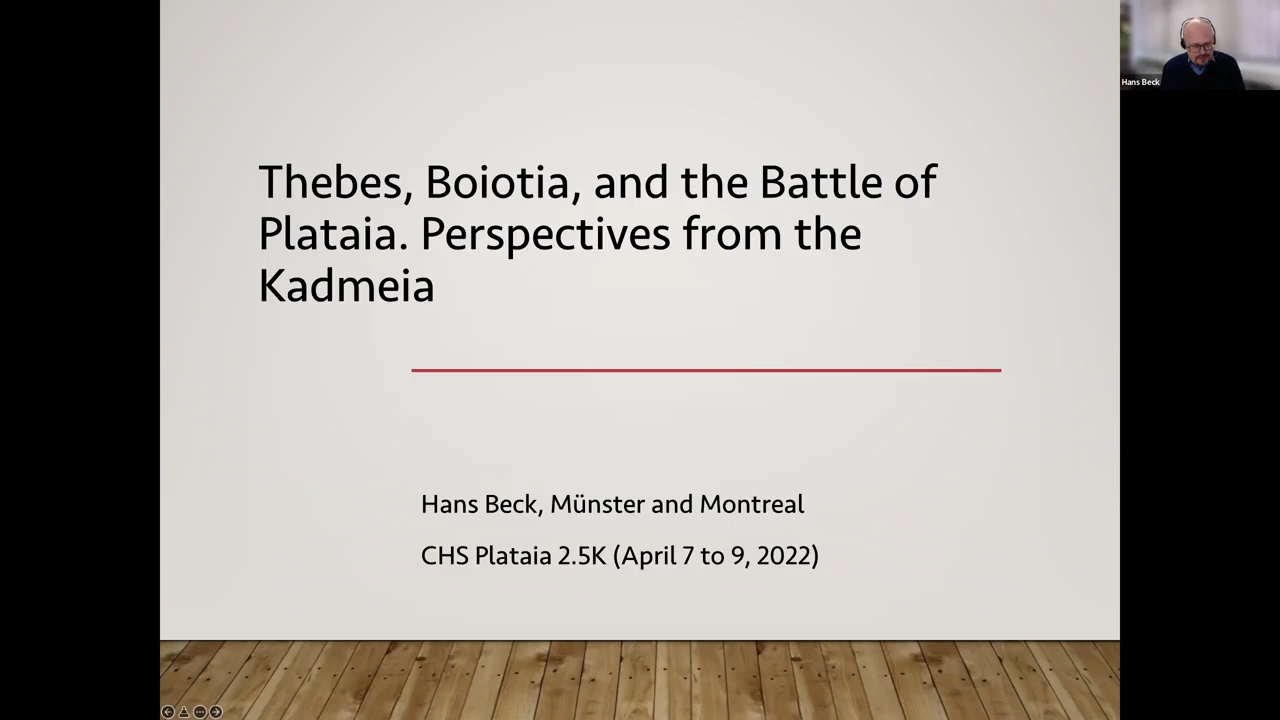 Thebes, Boiotia, and the Battle of
Plataia. Perspectives from the
Kadmeia
Hans Beck, Münster and Montreal
CHS Plataia 2.5K (April 7 to 9, 2022)
Hans Beck